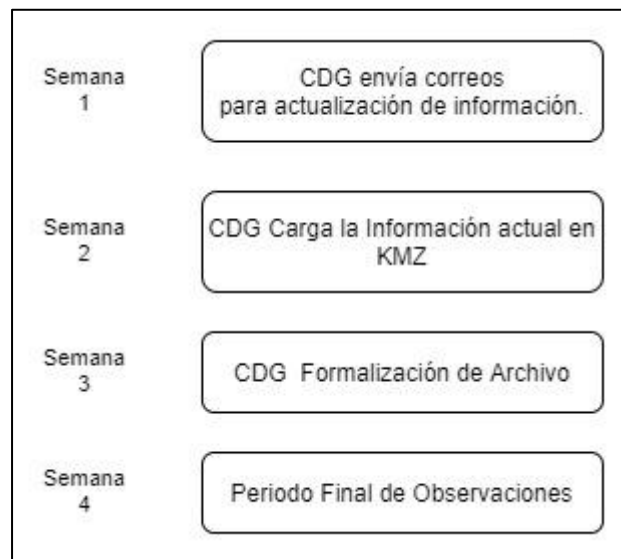 Semana
1
CDG envía correos
para actualización de información.
Semana
2
CDG Carga la Información actual en
KMZ
Semana
3
CDG Formalización de Archivo
Semana
4
Periodo Final de Observaciones